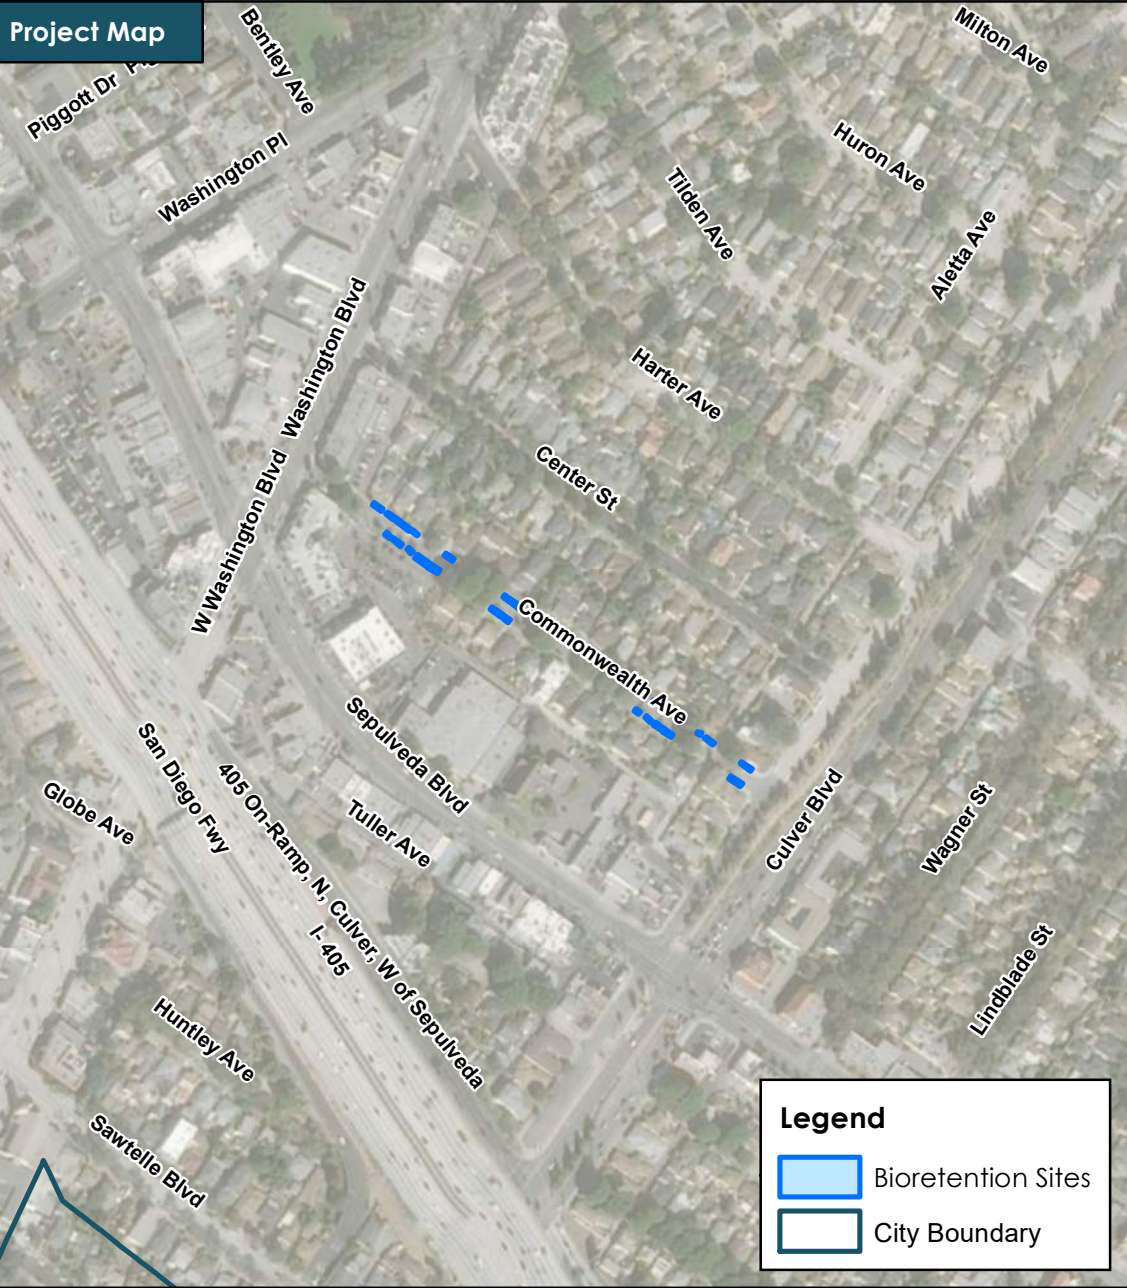 Project Map
Bentley Ave
Milton Ave
Piggott Dr
Washington Pl
Huron Ave
Tilden Ave
Aletta Ave
Washington Blvd
Harter Ave
W Washington Blvd
Center St
Commonwealth Ave
Sepulveda Blvd
San Diego Fwy
405 On-Ramp, N, Culver, W of Sepulveda
Globe Ave
Tuller Ave
Culver Blvd
Wagner St
I- 405
Lindblade St
Huntley Ave
Sawtelle Blvd
Legend
Bioretention Sites
City Boundary